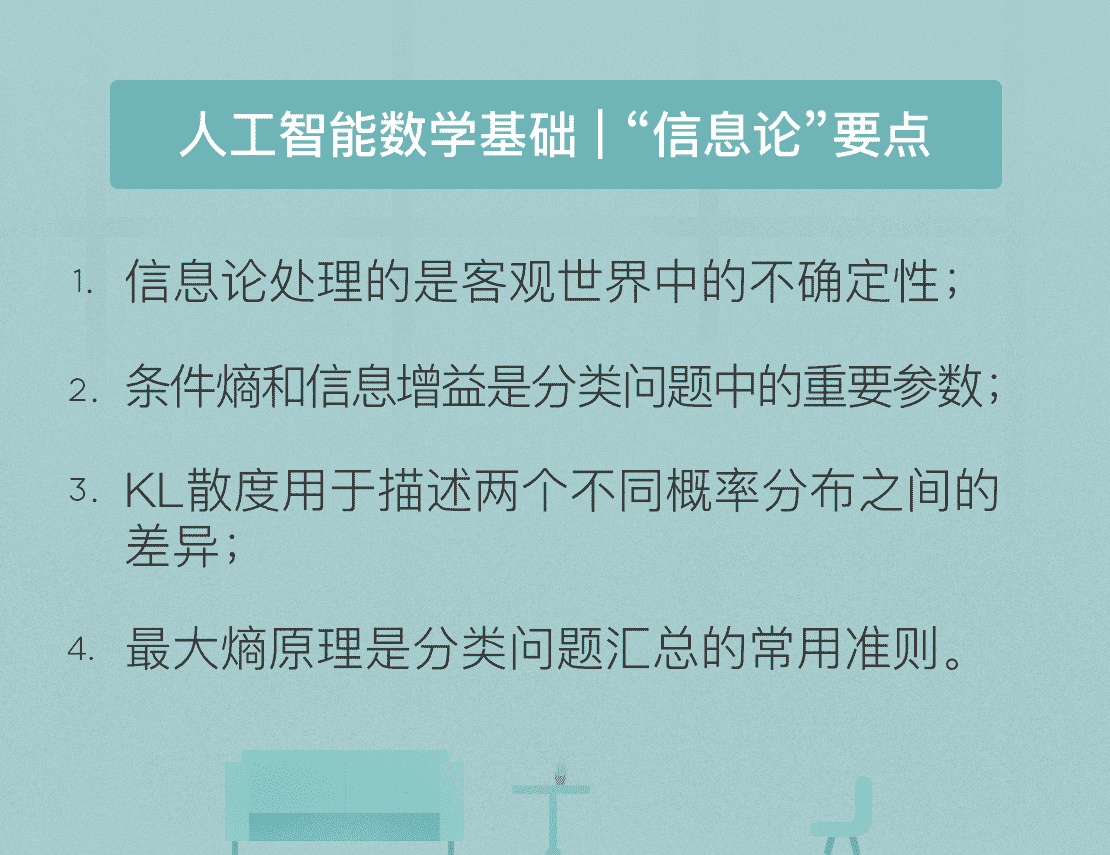 人工智能数学基础 | “信息论”要点
1. 信息论处理的是客观世界中的不确定性；
2. 条件熵和信息增益是分类问题中的重要参数；
3. KL散度用于描述两个不同概率分布之间的
差异；
4. 最大熵原理是分类问题汇总的常用准则。